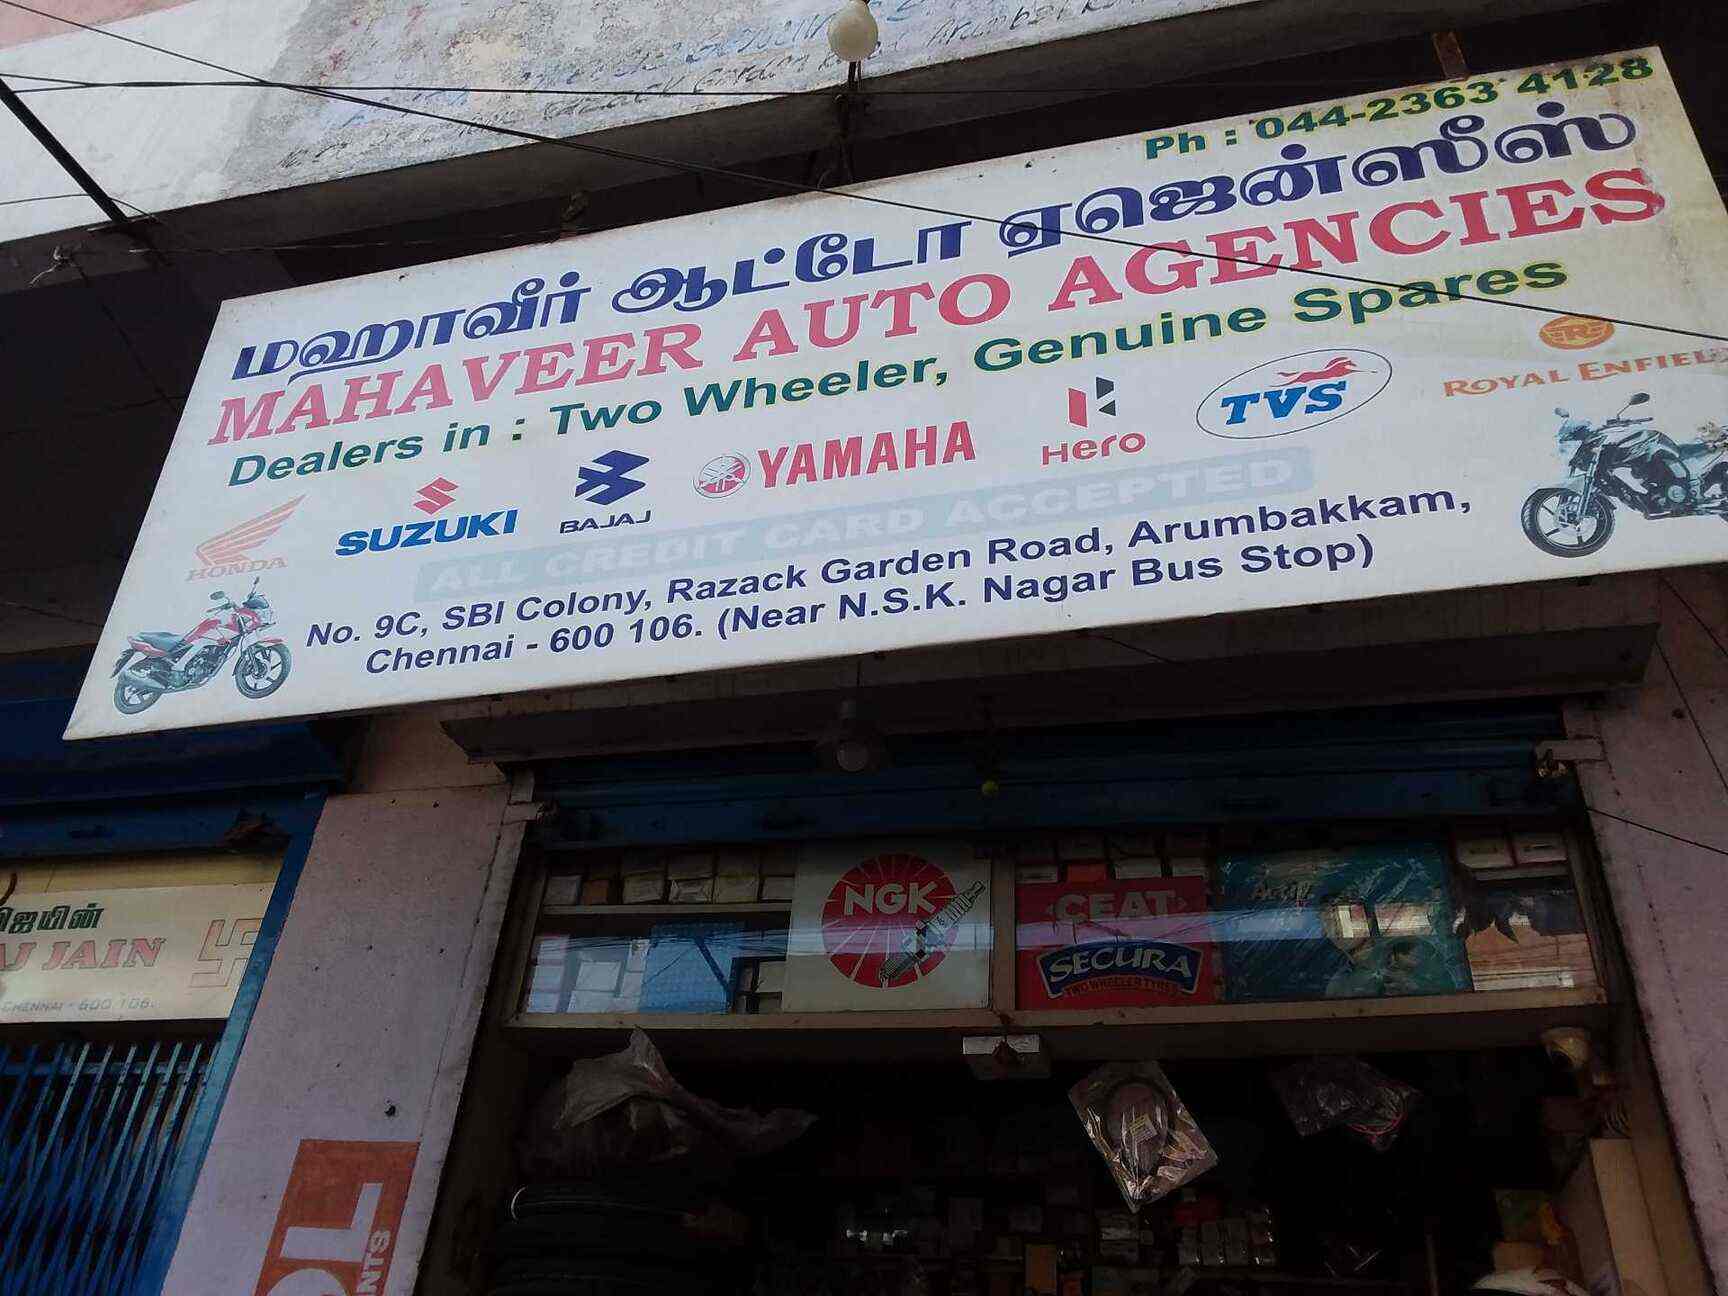 Ph : 044-2363 4128
மஹாவீர் ஆட்டோ ஏஜென்ஸீஸ்
MAHAVEER AUTO AGENCIES
Dealers in : Two Wheeler, Genuine Spares
HONDA
SUZUKI
BAJAJ
YAMAHA
Hero
TVS
ROYAL ENFIEL
ALL CREDIT CARD ACCEPTED
No. 9C, SBI Colony, Razack Garden Road, Arumbakkam,
Chennai - 600 106. (Near N.S.K. Nagar Bus Stop)
NGK
CEAT
SECURA
TWO WHEELER TYRES
ஜெயின்
JAIN
CHENNAI - 600 106.